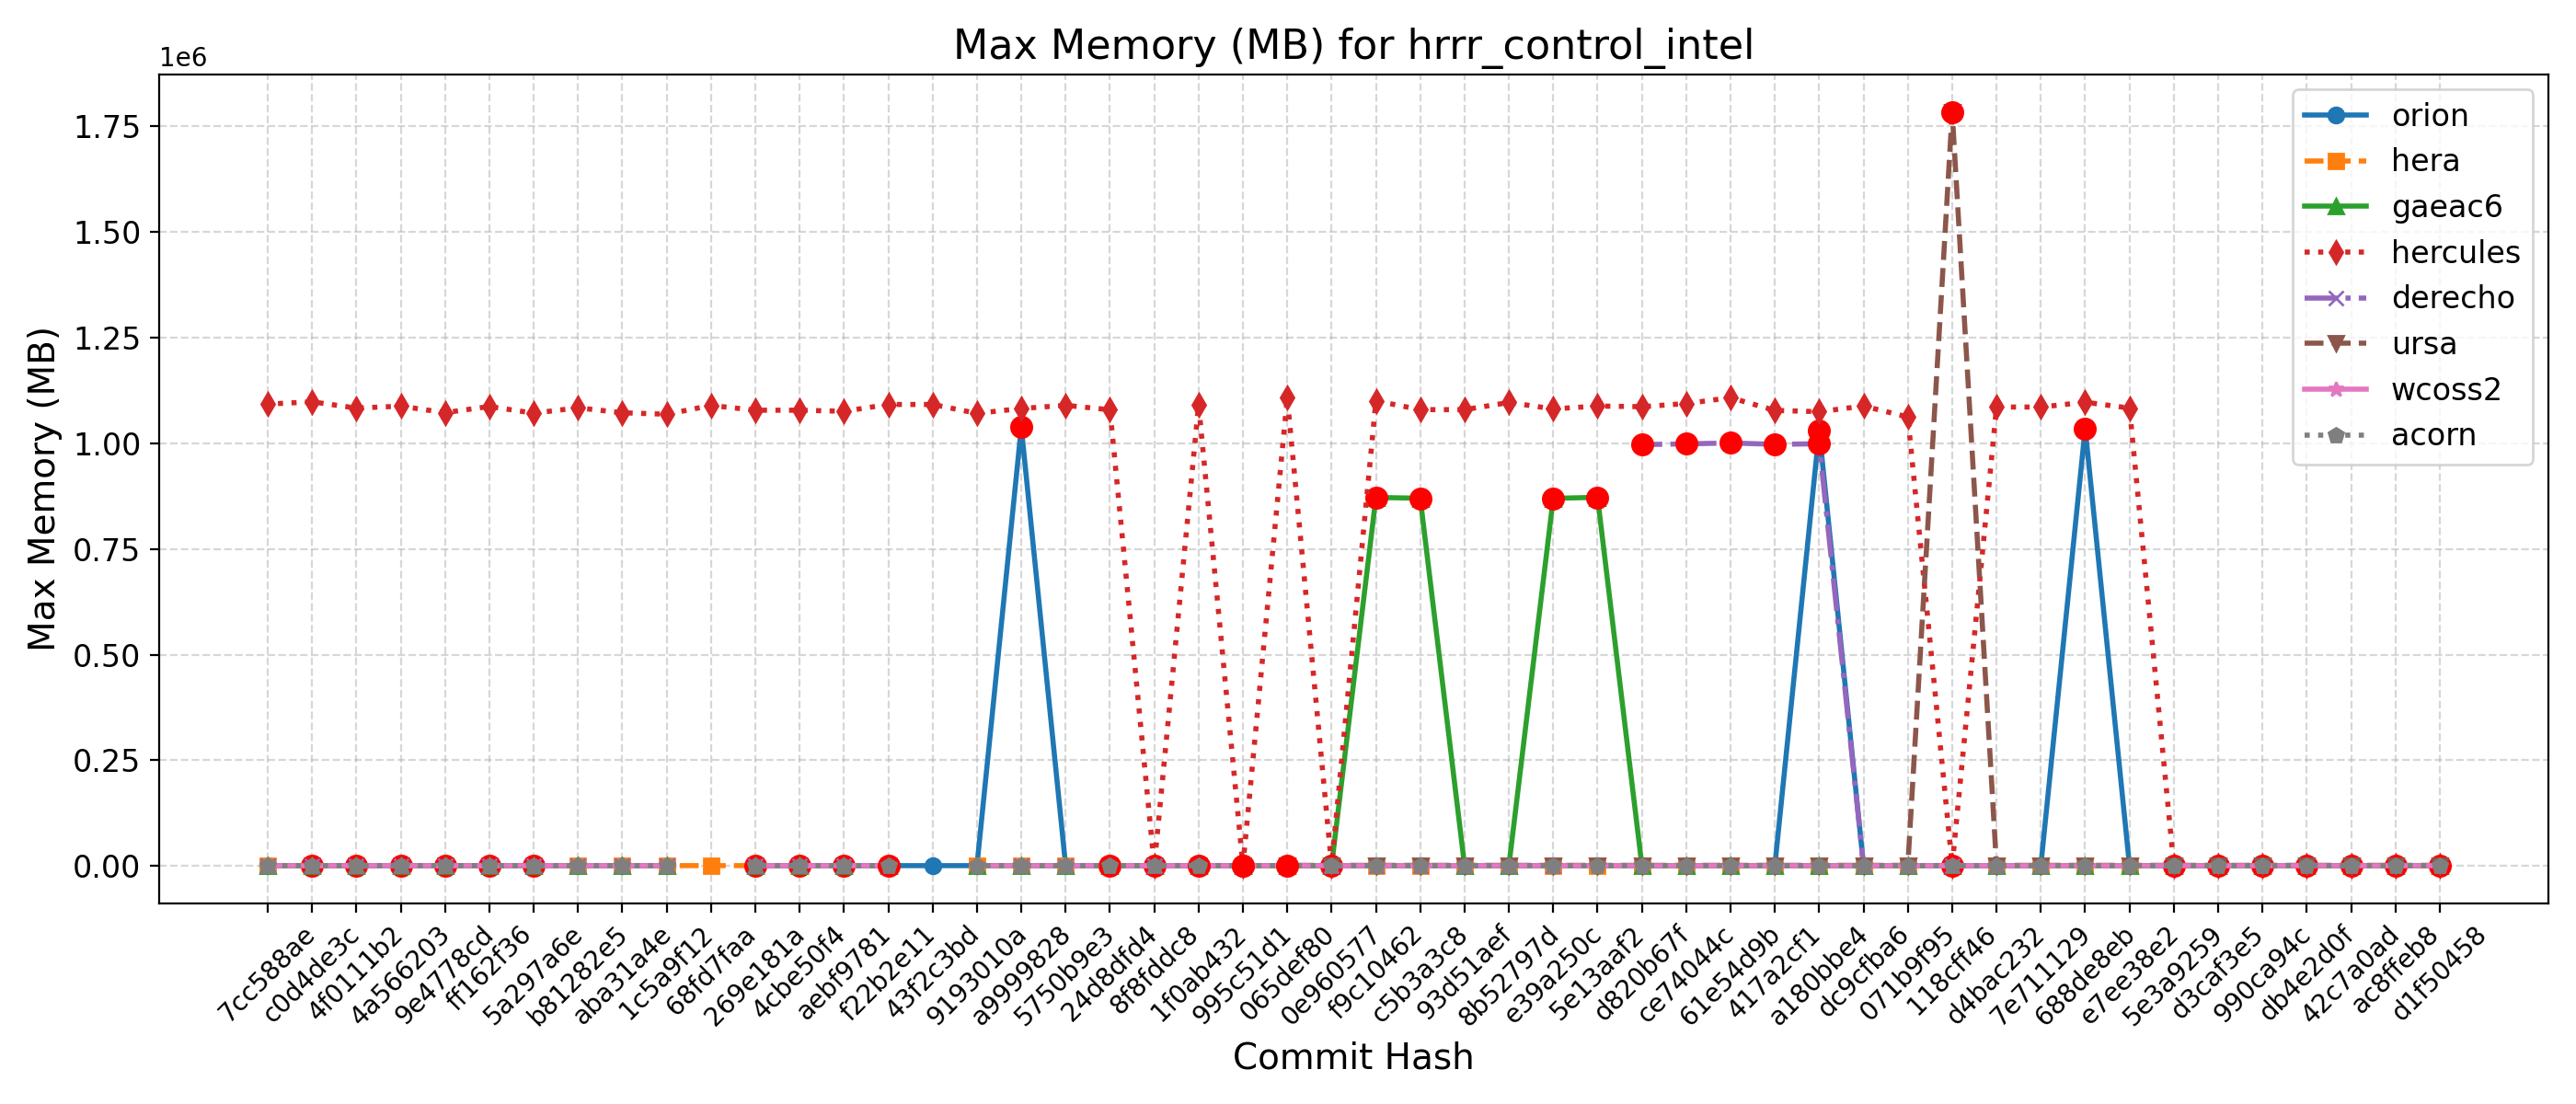 Max Memory (MB) for hrrr_control_intel
1e6
1.75
1.50
1.25
1.00
0.75
0.50
0.25
0.00
Max Memory (MB)
orion
hera
gaeac6
hercules
derecho
ursa
wcoss2
acorn
7cc588ae
c0d4de3c
4f0111b2
4a566203
9e4778cd
ff162f36
5a297a6e
b81282e5
aba31a4e
1c5a9f12
68fd7faa
269e181a
4cbe50f4
aebf9781
f22b2e11
43f2c3bd
9193010a
a9999828
5750b9e3
24d8dfd4
8f8fddc8
1f0ab432
995c51d1
065def80
0e960577
f9c10462
c5b3a3c8
93d51aef
8b52797d
e39a250c
5e13aaf2
d820b67f
ce74044c
61e54d9b
417a2cf1
a180bbe4
dc9cfba6
071b9f95
118cff46
d4bac232
7e711129
688de8eb
e7ee38e2
5e3a9259
d3caf3e5
990ca94c
db4e2d0f
42c7a0ad
ac8ffeb8
d1f50458
Commit Hash